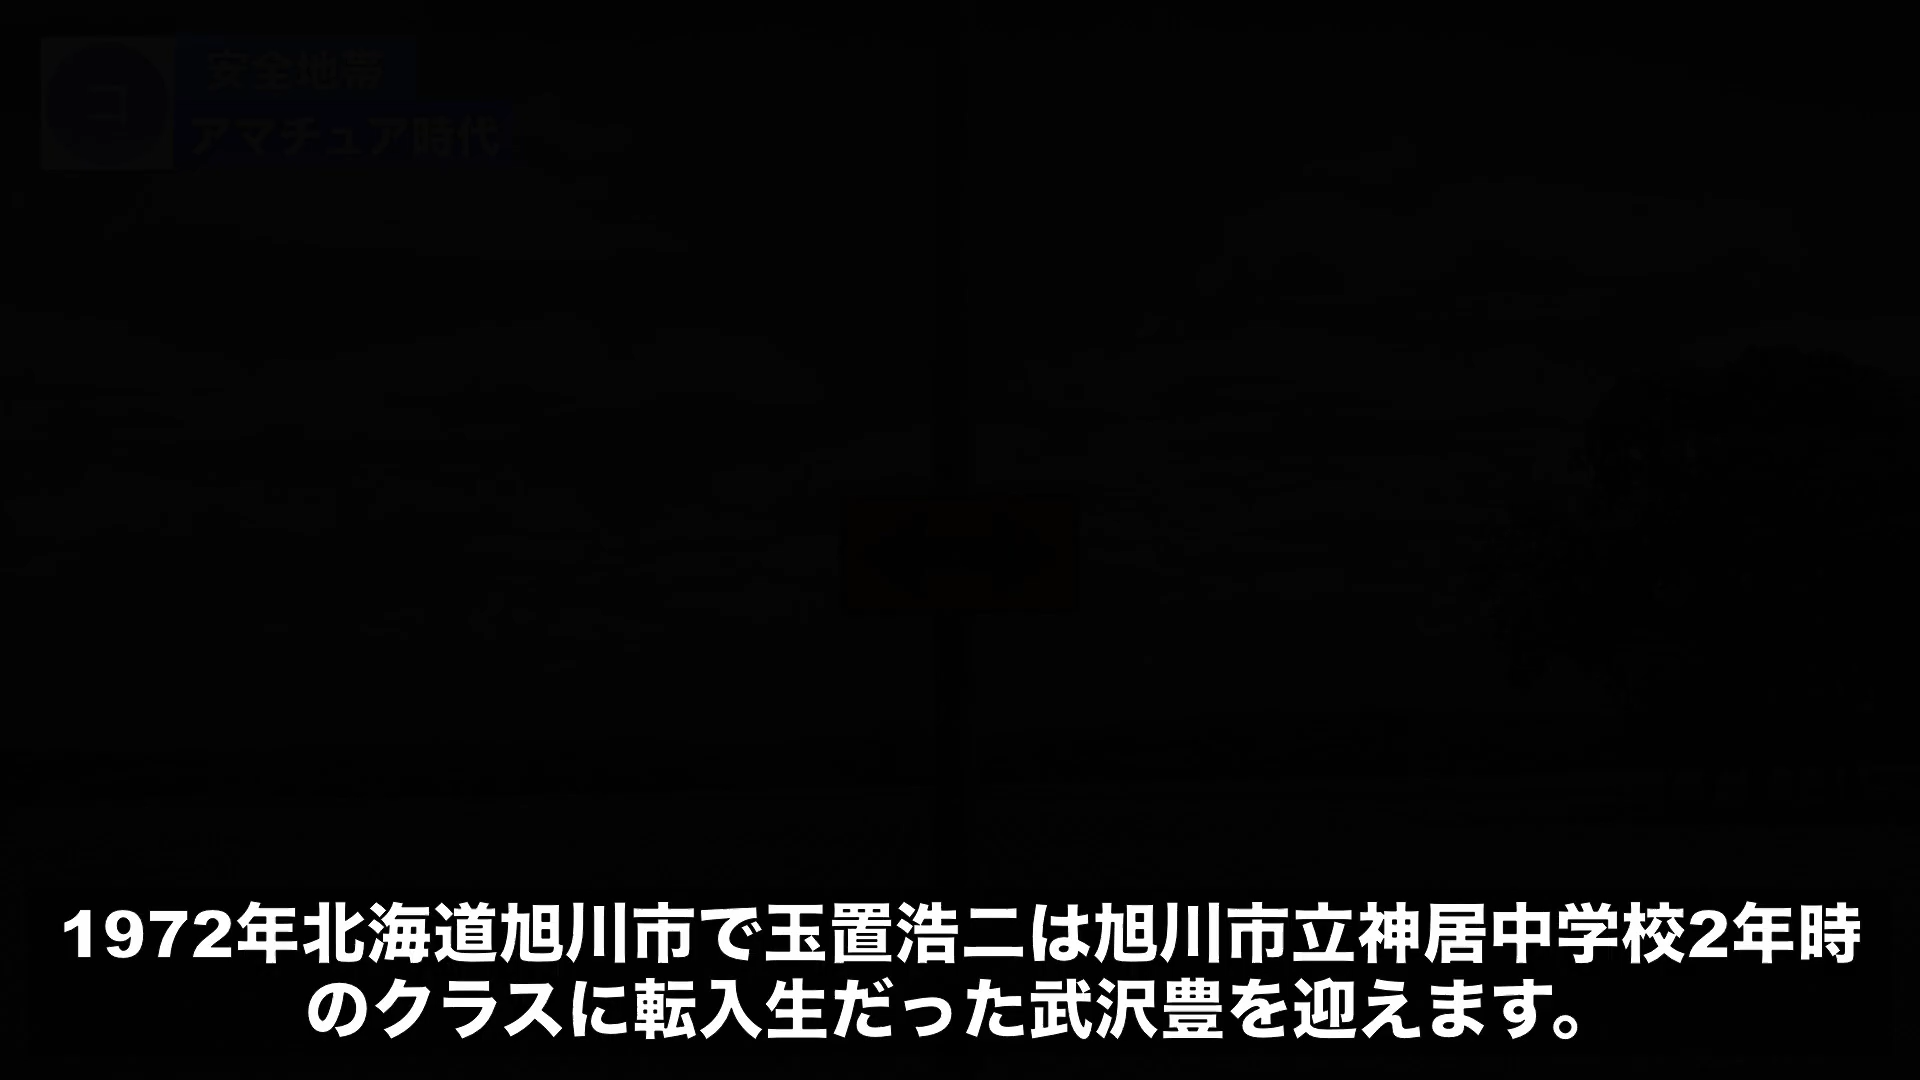 コ
安全地帯
アマチュア時代
1972年北海道旭川市で玉置浩二は旭川市立神居中学校2年時
のクラスに転入生だった武沢豊を迎えます。